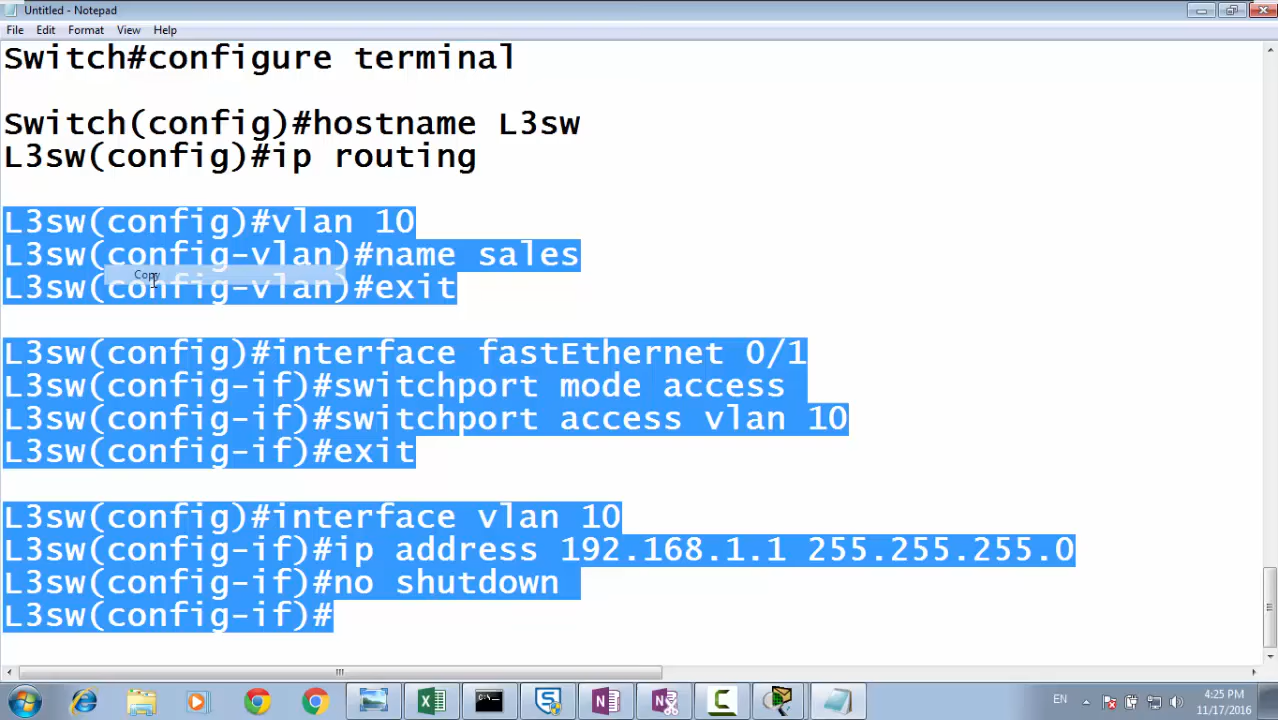 Untitled - Notepad
File Edit Format View Help
Switch#configure terminal
Switch(config)#hostname L3sw
L3sw(config)#ip routing
L3sw(config)#vlan 10
L3sw(config-vlan)#name sales
Copy
L3sw(config-vlan)#exit
L3sw(config)#interface fastEthernet 0/1
L3sw(config-if)#switchport mode access
L3sw(config-if)#switchport access vlan 10
L3sw(config-if)#exit
L3sw(config)#interface vlan 10
L3sw(config-if)#ip address 192.168.1.1 255.255.255.0
L3sw(config-if)#no shutdown
L3sw(config-if)#
EN
4:25 PM
11/17/2016